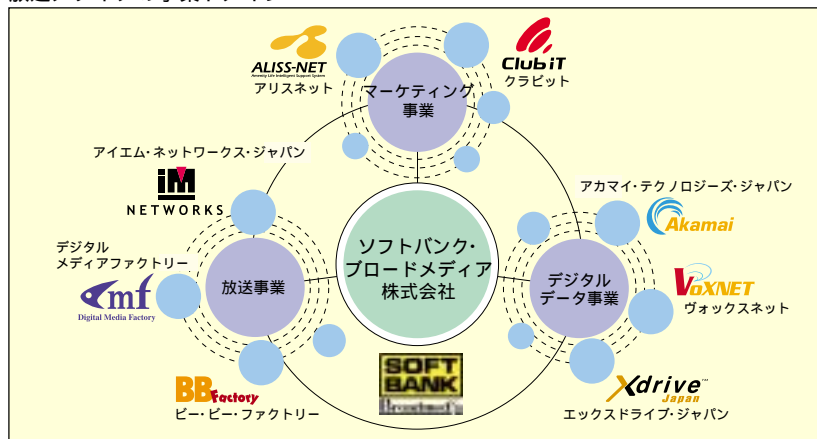 ALISS-NET
Amenity Life Intelligent Support System
アリスネット
Club iT
クラビット
マーケティング
事業
アイエム・ネットワークス・ジャパン
iM
NETWORKS
アカマイ・テクノロジーズ・ジャパン
Akamai
デジタル
メディアファクトリー
dmf
Digital Media Factory
放送事業
ソフトバンク・
ブロードメディア
株式会社
デジタル
データ事業
VOXNET
ヴォックスネット
SOFT
BANK
BB Factory
ビー・ビー・ファクトリー
Xdrive™
Japan
エックスドライブ・ジャパン